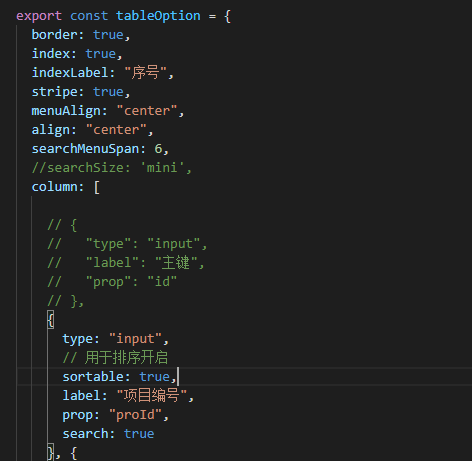 export const tableOption = {
border: true,
index: true,
indexLabel: "序号",
stripe: true,
menuAlign: "center",
align: "center",
searchMenuSpan: 6,
//searchSize: 'mini',
column: [
// {
//   "type": "input",
//   "label": "主键",
//   "prop": "id"
// },
{
type: "input",
// 用于排序开启
sortable: true,
label: "项目编号",
prop: "proId",
search: true
}, {